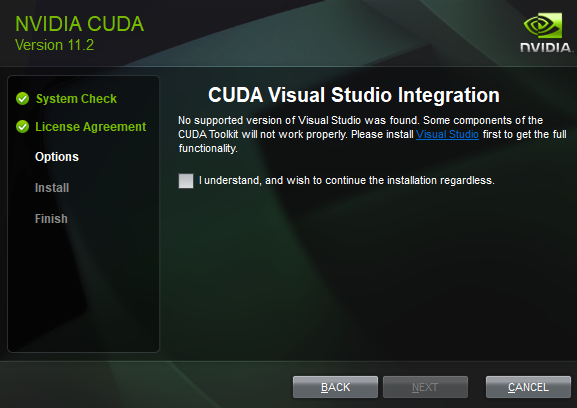 NVIDIA CUDA
Version 11.2
NVIDIA.
System Check
License Agreement
Options
Install
Finish
CUDA Visual Studio Integration
No supported version of Visual Studio was found. Some components of the
CUDA Toolkit will not work properly. Please install Visual Studio first to get the full
functionality.
I understand, and wish to continue the installation regardless.
BACK
NEXT
CANCEL